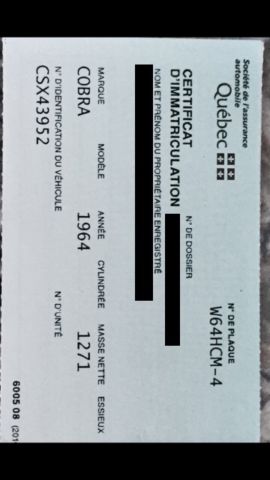 Société de l'assurance
automobile
Québec
CERTIFICAT
D'IMMATRICULATION
N° DE DOSSIER
N° DE PLAQUE
W64HCM-4
NOM ET PRÉNOM DU PROPRIÉTAIRE ENREGISTRÉ
MARQUE MODÈLE ANNÉE CYLINDRÉE MASSE NETTE ESSIEUX
COBRA 1964 1271
N° D'IDENTIFICATION DU VÉHICULE N° D'UNITÉ
CSX43952
6005 08 (201